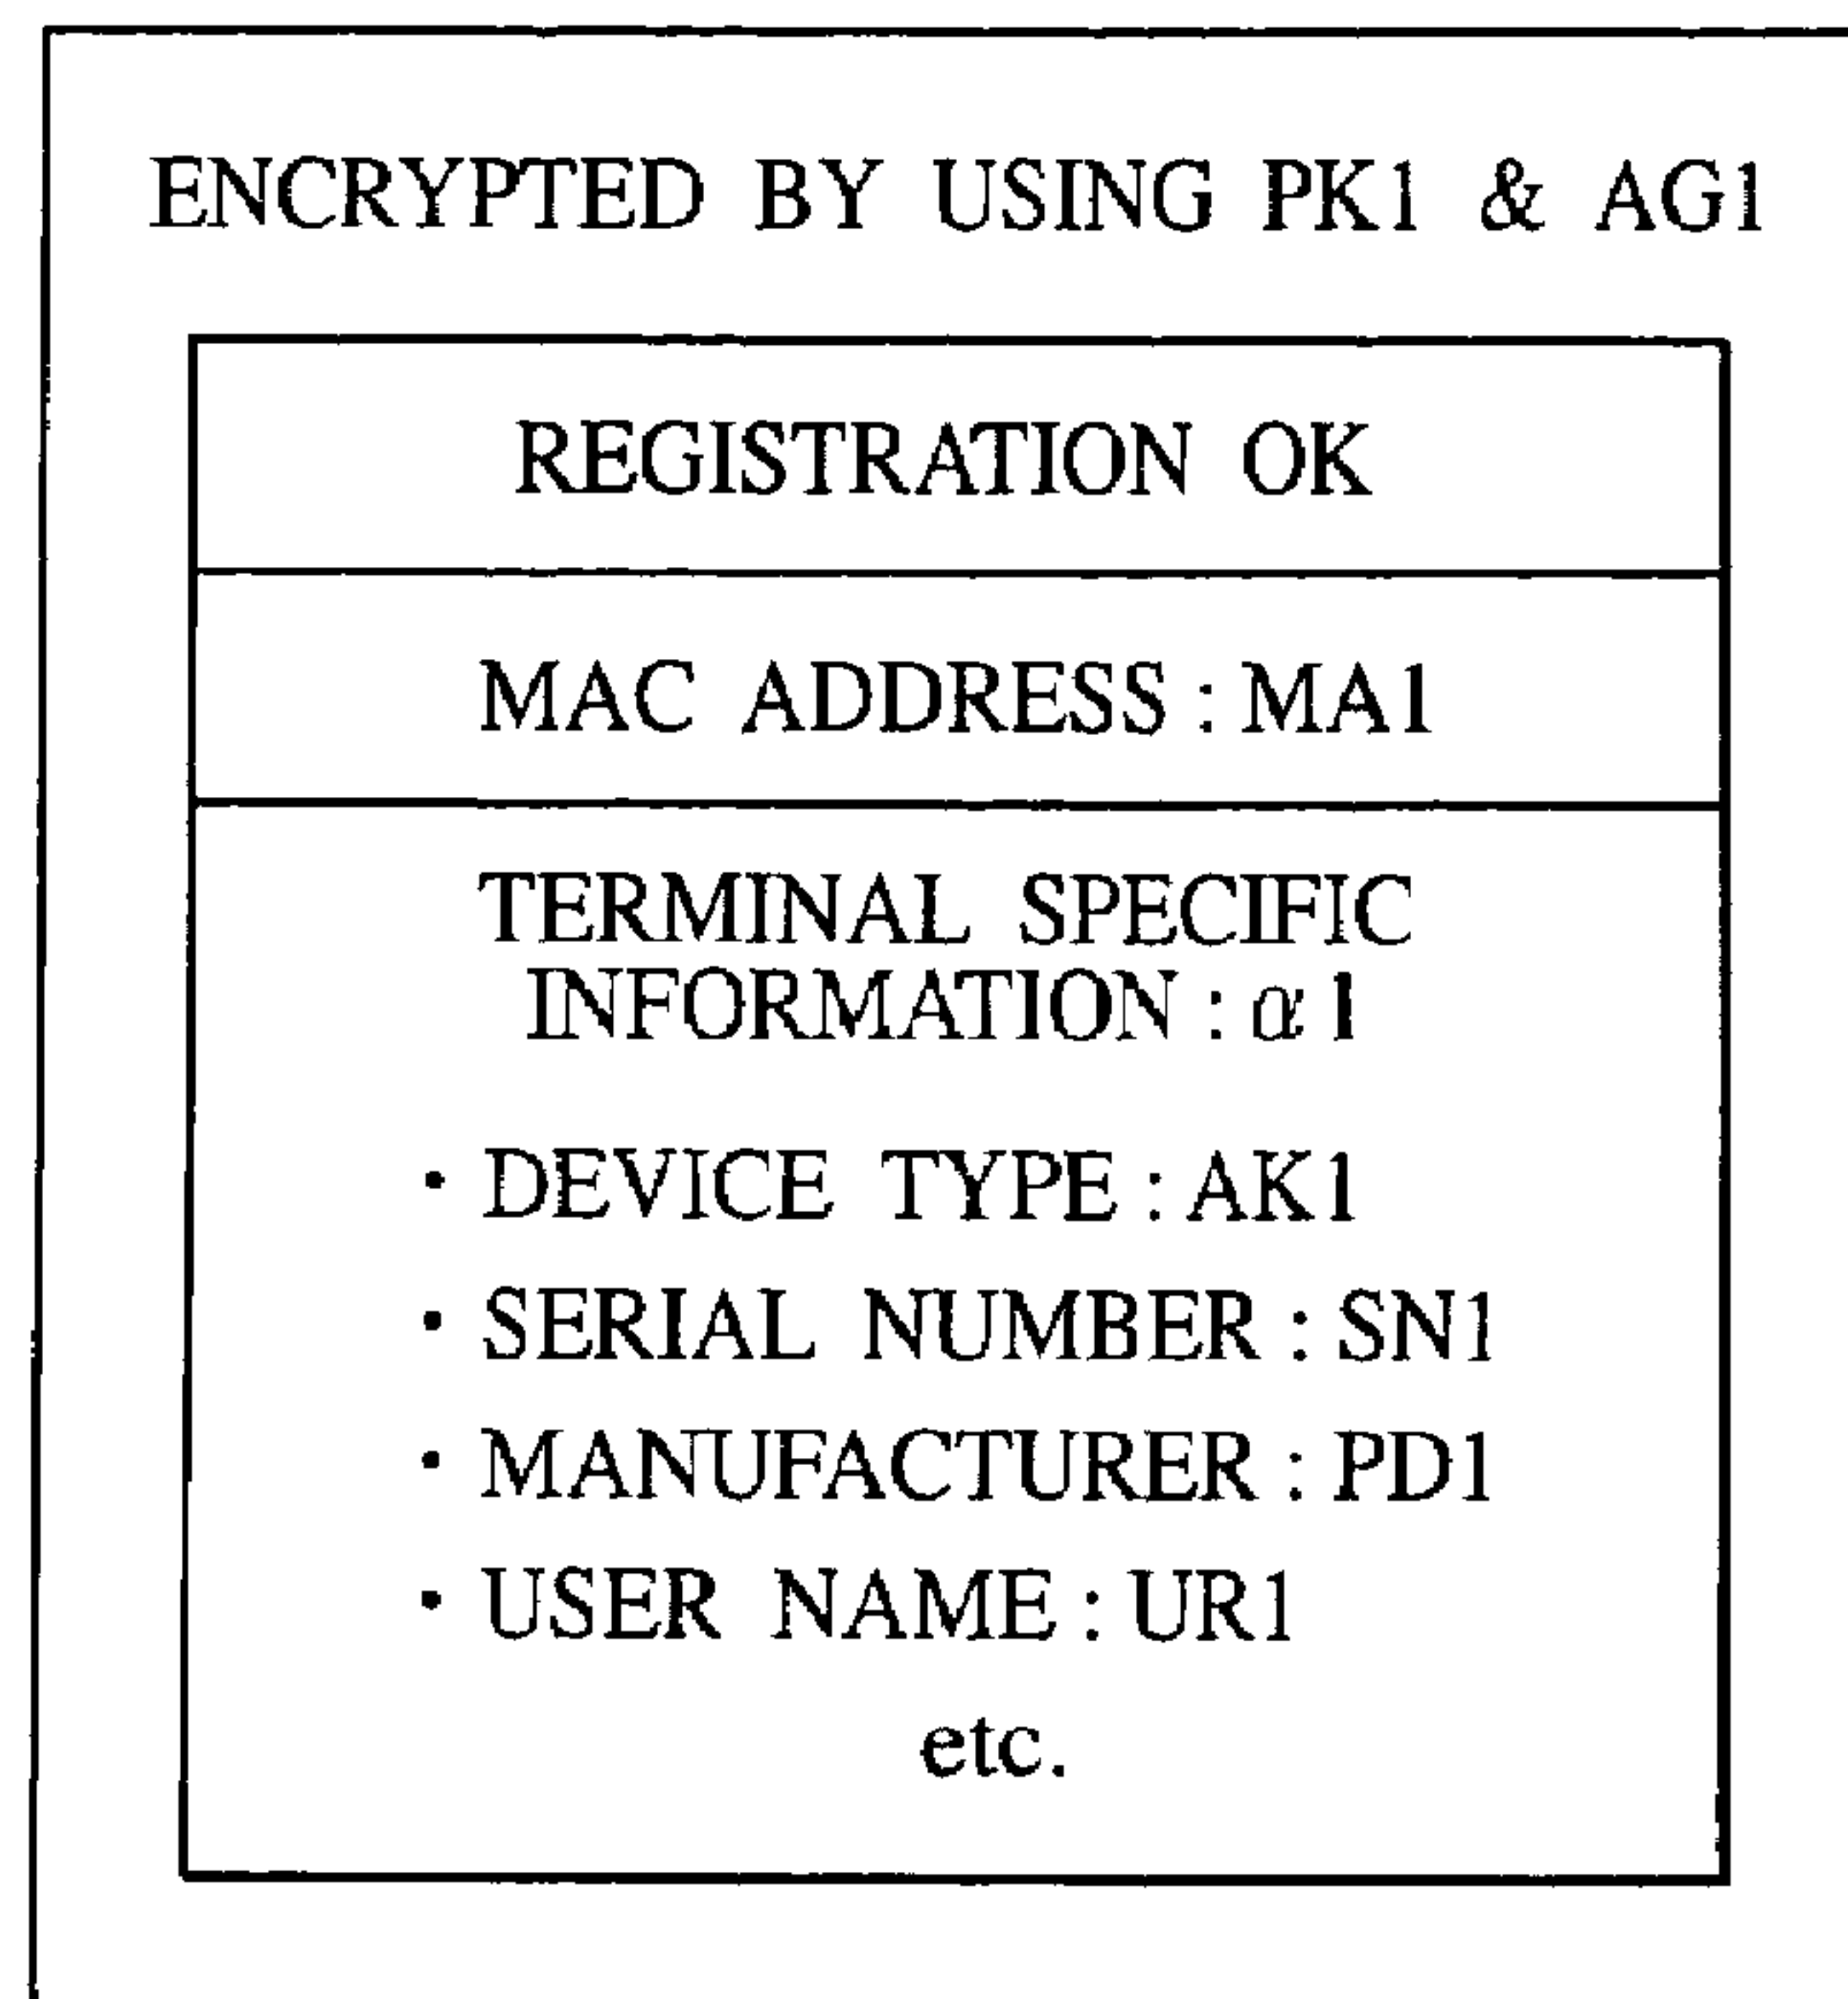 ENCRYPTED BY USING PK1 & AG1
REGISTRATION OK
MAC ADDRESS : MA1
TERMINAL SPECIFIC
INFORMATION : α1
・DEVICE TYPE : AK1
・SERIAL NUMBER : SN1
・MANUFACTURER : PD1
・USER NAME : UR1
etc.